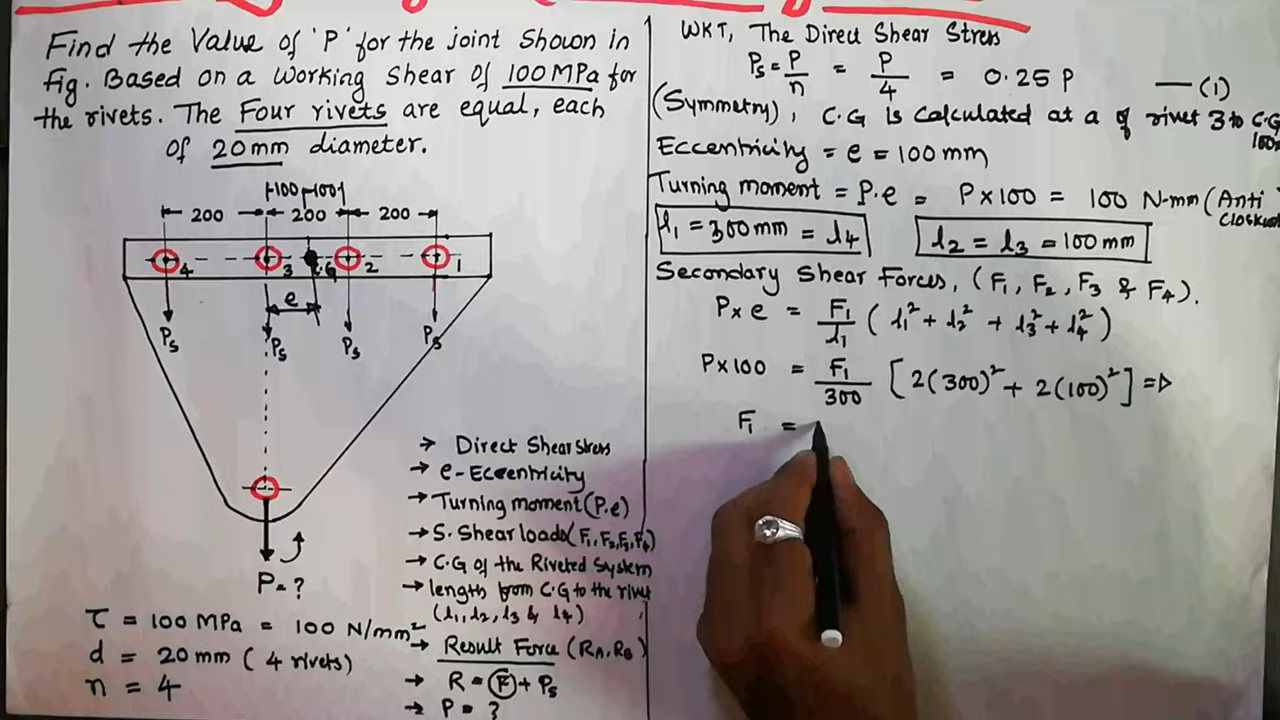 Find the Value of 'P' for the joint Shown in
fig. Based on a Working Shear of 100 MPa for
the rivets. The Four rivets are equal, each
of 20mm diameter.
100 100
200 200 200
4 3 CG 2 1
e
Ps Ps Ps Ps
P = ?
τ = 100 MPa = 100 N/mm²
d = 20 mm ( 4 rivets)
n = 4
→ Direct Shear Stress
→ e - Eccentricity
→ Turning moment (P.e)
→ S. Shear loads (F1, F2, F3, F4)
→ C.G of the Riveted System
→ length from C.G to the rivet
(l1, l2, l3 & l4)
→ Result Force (RA, RB)
→ R = F + Ps
→ P = ?
WKT, The Direct Shear Stress
Ps = P/n = P/4 = 0.25 P — (1)
(Symmetry), C.G is Calculated at a of rivet 3 to C.G
Eccentricity = e = 100 mm
Turning moment = P.e = P x 100 = 100 N-mm (Anti
l1 = 300 mm = l4 l2 = l3 = 100 mm
Secondary Shear Forces, (F1, F2, F3 & F4).
P x e = F1/l1 ( l1² + l2² + l3² + l4² )
P x 100 = F1/300 [ 2(300)² + 2(100)² ] ⇒
F1 =